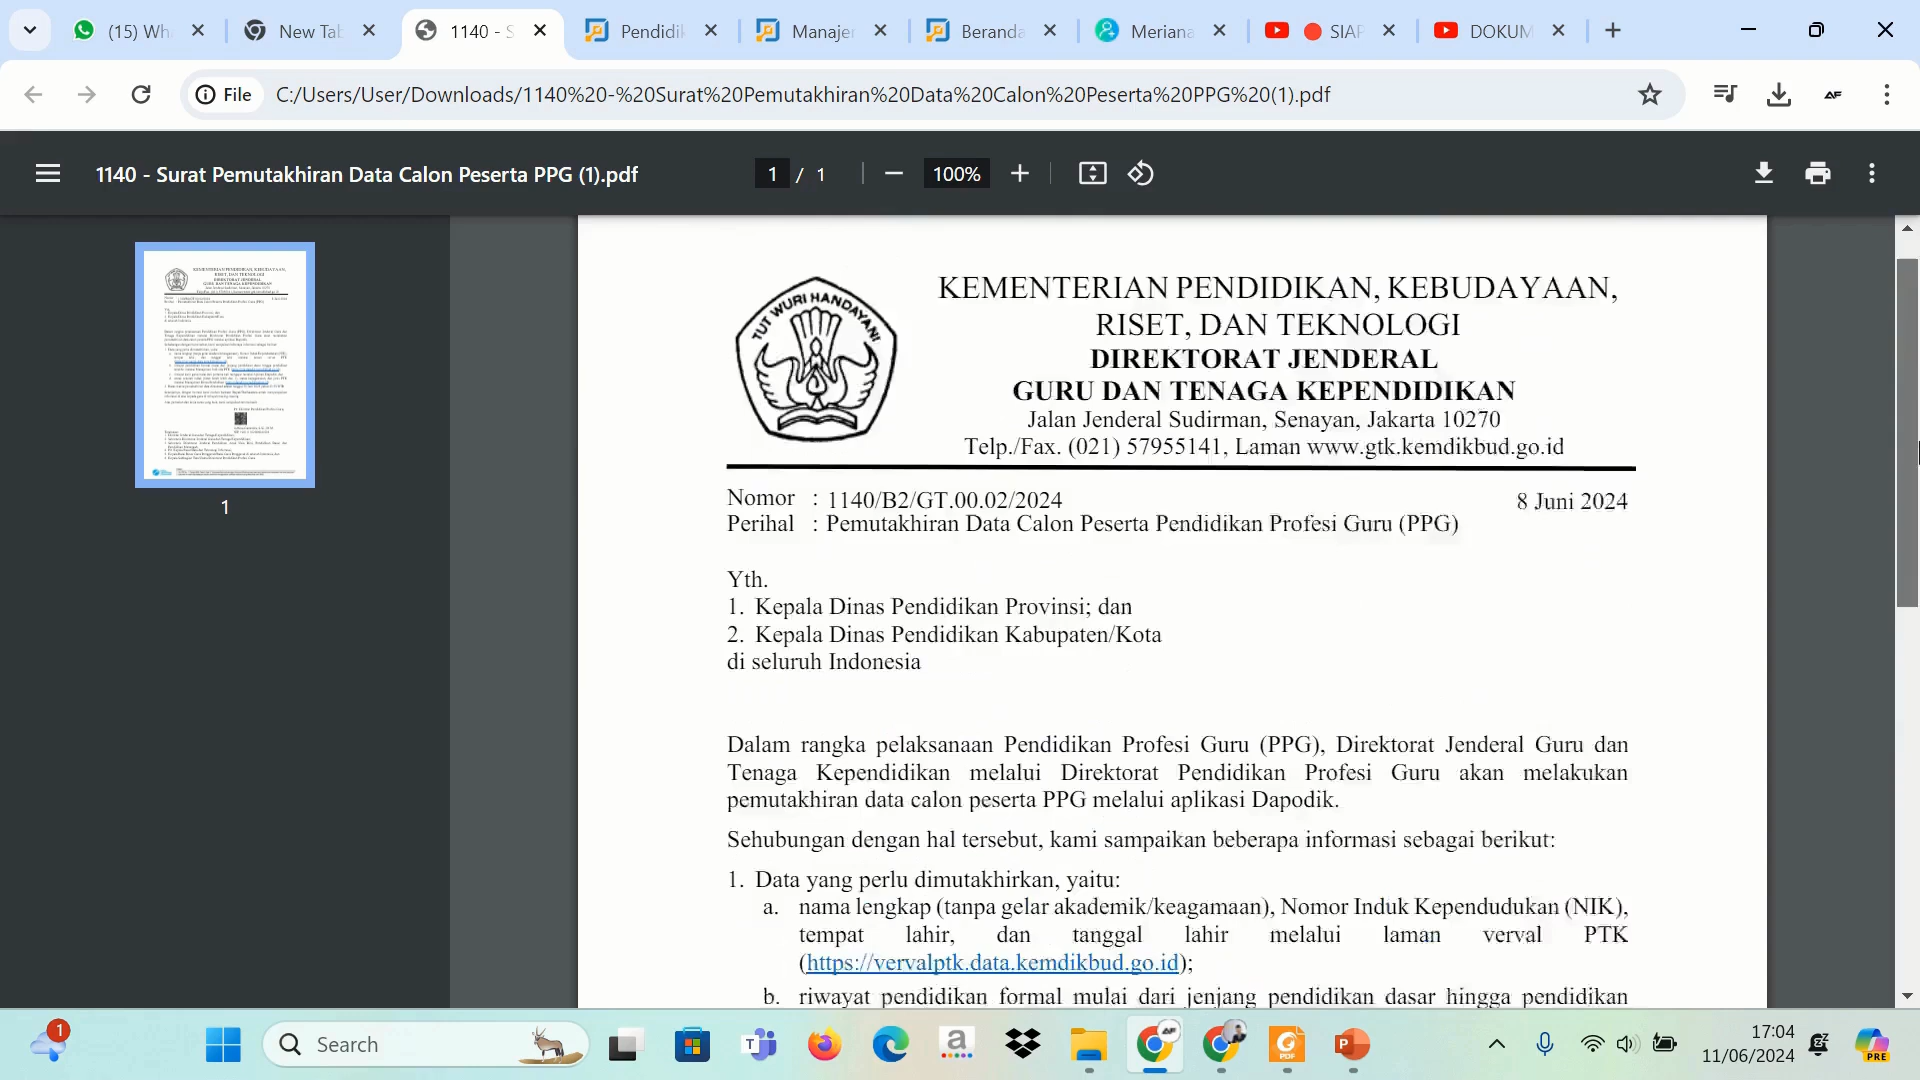 (15) Wh
New Tab
1140 - S
Pendidik
Manajer
Beranda
Meriana
SIAP
DOKUM
File
C:/Users/User/Downloads/1140%20-%20Surat%20Pemutakhiran%20Data%20Calon%20Peserta%20PPG%20(1).pdf
1140 - Surat Pemutakhiran Data Calon Peserta PPG (1).pdf
1 / 1
100%
1
TUT WURI HANDAYANI
KEMENTERIAN PENDIDIKAN, KEBUDAYAAN,
RISET, DAN TEKNOLOGI
DIREKTORAT JENDERAL
GURU DAN TENAGA KEPENDIDIKAN
Jalan Jenderal Sudirman, Senayan, Jakarta 10270
Telp./Fax. (021) 57955141, Laman www.gtk.kemdikbud.go.id
Nomor : 1140/B2/GT.00.02/2024 8 Juni 2024
Perihal : Pemutakhiran Data Calon Peserta Pendidikan Profesi Guru (PPG)
Yth.
1. Kepala Dinas Pendidikan Provinsi; dan
2. Kepala Dinas Pendidikan Kabupaten/Kota
di seluruh Indonesia
Dalam rangka pelaksanaan Pendidikan Profesi Guru (PPG), Direktorat Jenderal Guru dan
Tenaga Kependidikan melalui Direktorat Pendidikan Profesi Guru akan melakukan
pemutakhiran data calon peserta PPG melalui aplikasi Dapodik.
Sehubungan dengan hal tersebut, kami sampaikan beberapa informasi sebagai berikut:
1. Data yang perlu dimutakhirkan, yaitu:
a. nama lengkap (tanpa gelar akademik/keagamaan), Nomor Induk Kependudukan (NIK),
tempat lahir, dan tanggal lahir melalui laman verval PTK
(https://vervalptk.data.kemdikbud.go.id);
b. riwayat pendidikan formal mulai dari jenjang pendidikan dasar hingga pendidikan
1
Search
17:04
11/06/2024
PRE